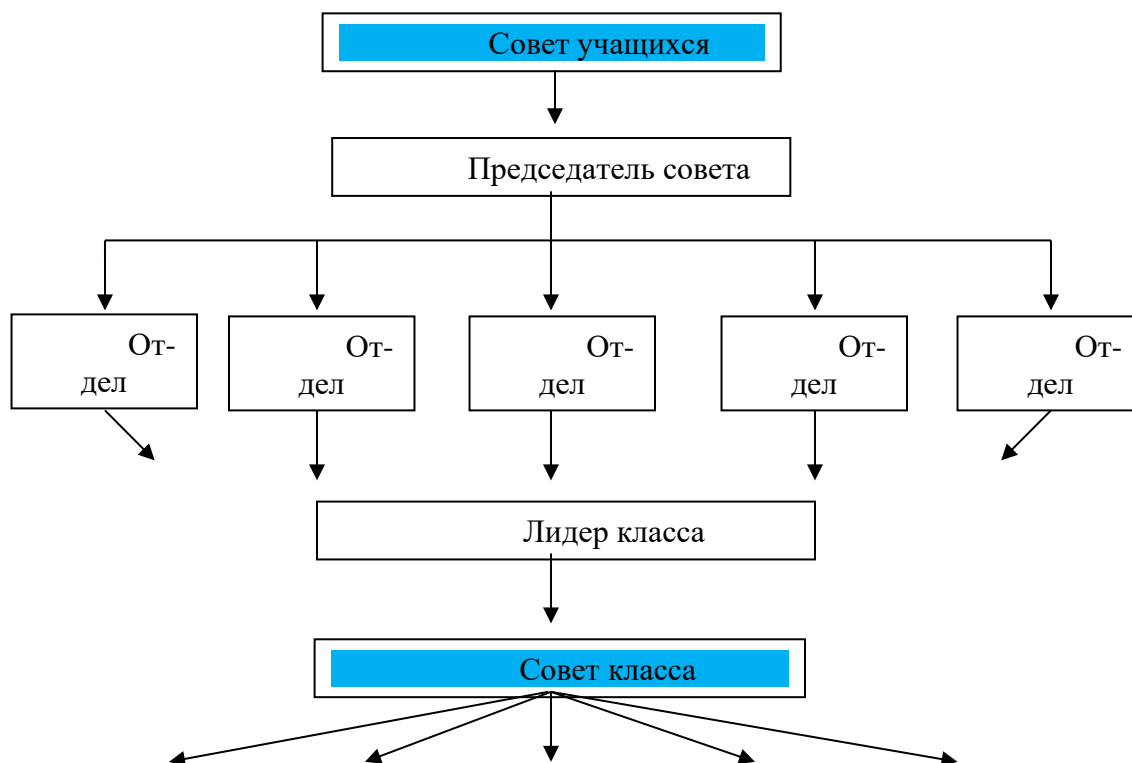 Совет учащихся
Председатель совета
От-
дел
От-
дел
От-
дел
От-
дел
От-
дел
Лидер класса
Совет класса